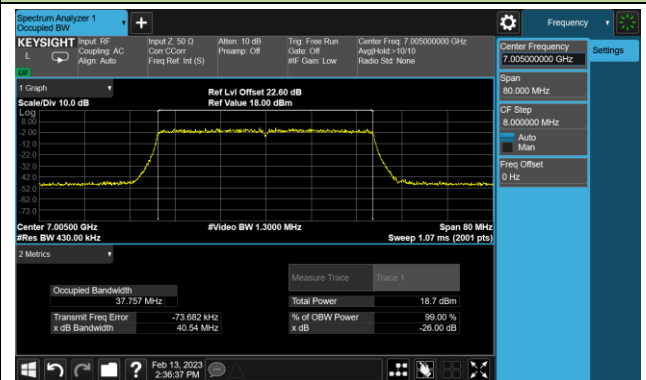 Spectrum Analyzer 1
Occupied BW
+
Frequency
KEYSIGHT
L
LXI
Input: RF
Coupling: AC
Align: Auto
Input Z: 50 Ω
Corr CCorr
Freq Ref: Int (S)
Atten: 10 dB
Preamp: Off
Trig: Free Run
Gate: Off
#IF Gain: Low
Center Freq: 7.005000000 GHz
Avg|Hold:>10/10
Radio Std: None
Center Frequency
7.005000000 GHz
Settings
Span
80.000 MHz
CF Step
8.000000 MHz
Auto
Man
Freq Offset
0 Hz
1 Graph
Scale/Div 10.0 dB
Ref Lvl Offset 22.60 dB
Ref Value 18.00 dBm
Log
8.00
-2.00
-12.0
-22.0
-32.0
-42.0
-52.0
-62.0
-72.0
Center 7.00500 GHz
#Res BW 430.00 kHz
#Video BW 1.3000 MHz
Span 80 MHz
Sweep 1.07 ms (2001 pts)
2 Metrics
Measure Trace
Trace 1
Occupied Bandwidth
37.757 MHz
Total Power 18.7 dBm
Transmit Freq Error -73.682 kHz
% of OBW Power 99.00 %
x dB Bandwidth 40.54 MHz
x dB -26.00 dB
?
Feb 13, 2023
2:36:37 PM